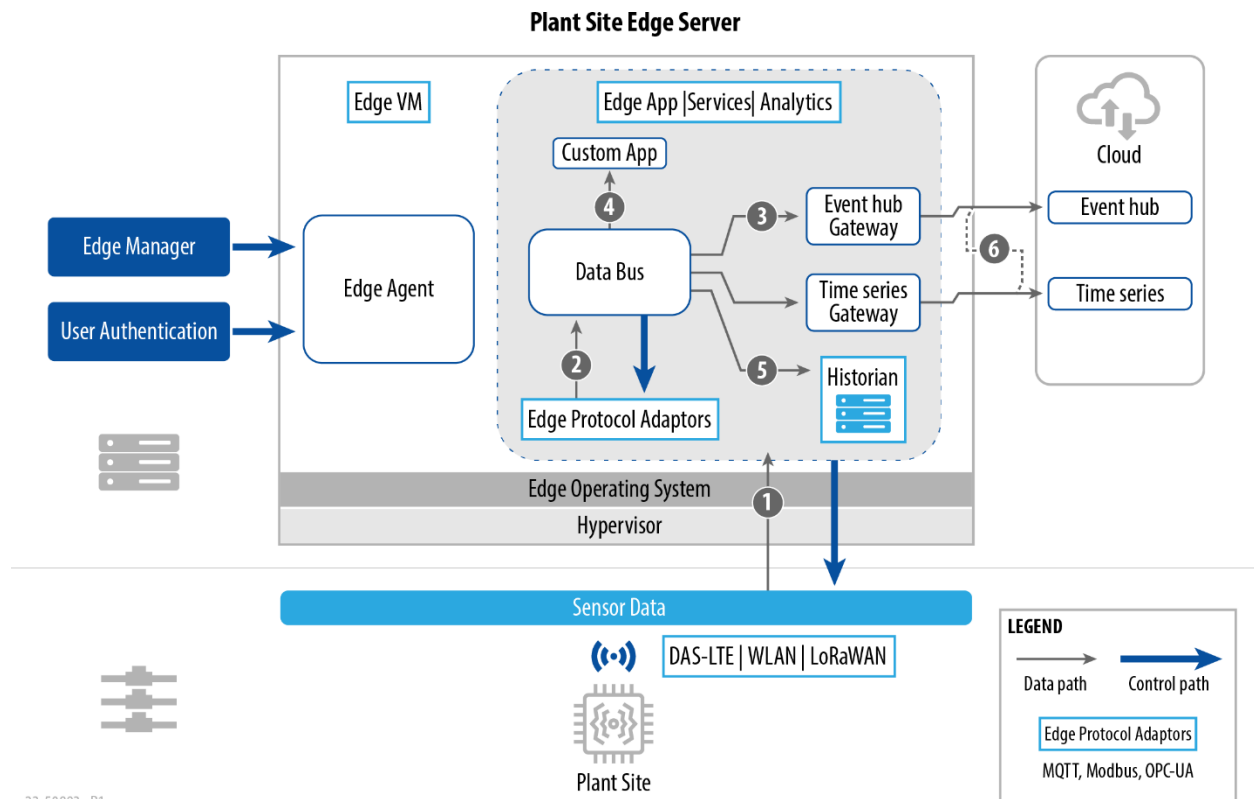 Plant Site Edge Server
Edge VM
Edge App |Services| Analytics
Cloud
Custom App
4
3
Event hub
Gateway
Event hub
Edge Manager
Edge Agent
Data Bus
6
User Authentication
Time series
Gateway
Time series
2
5
Historian
Edge Protocol Adaptors
Edge Operating System
1
Hypervisor
Sensor Data
DAS-LTE | WLAN | LoRaWAN
Plant Site
LEGEND
Data path
Control path
Edge Protocol Adaptors
MQTT, Modbus, OPC-UA